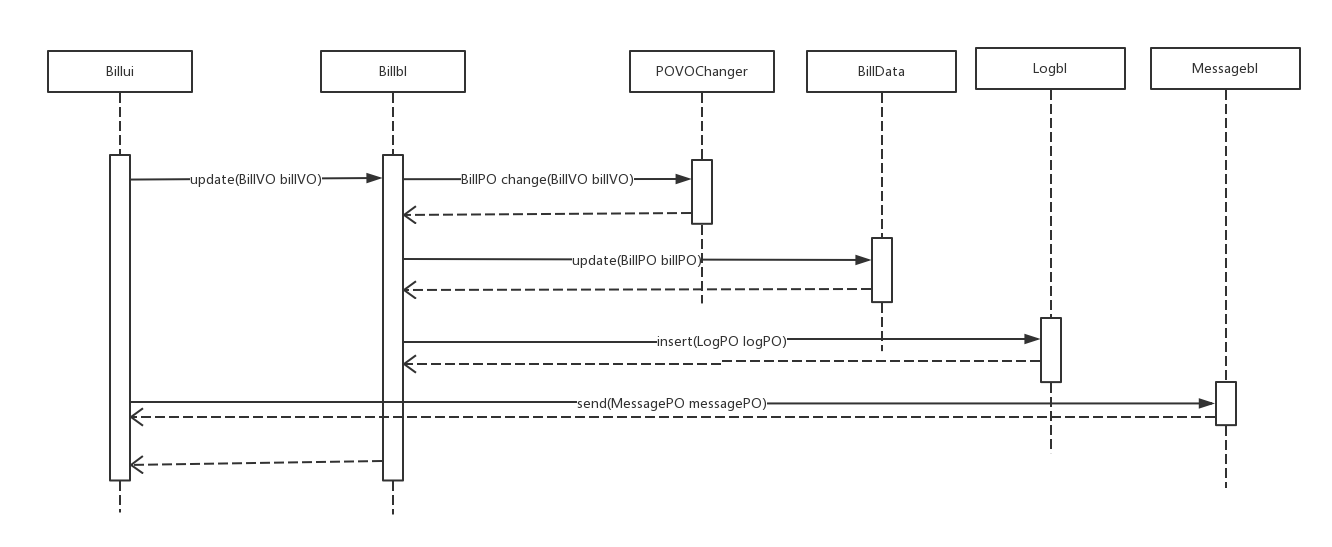 Billui
Billbl
POVOChanger
BillData
Logbl
Messagebl
update(BillVO billVO)
BillPO change(BillVO billVO)
update(BillPO billPO)
insert(LogPO logPO)
send(MessagePO messagePO)